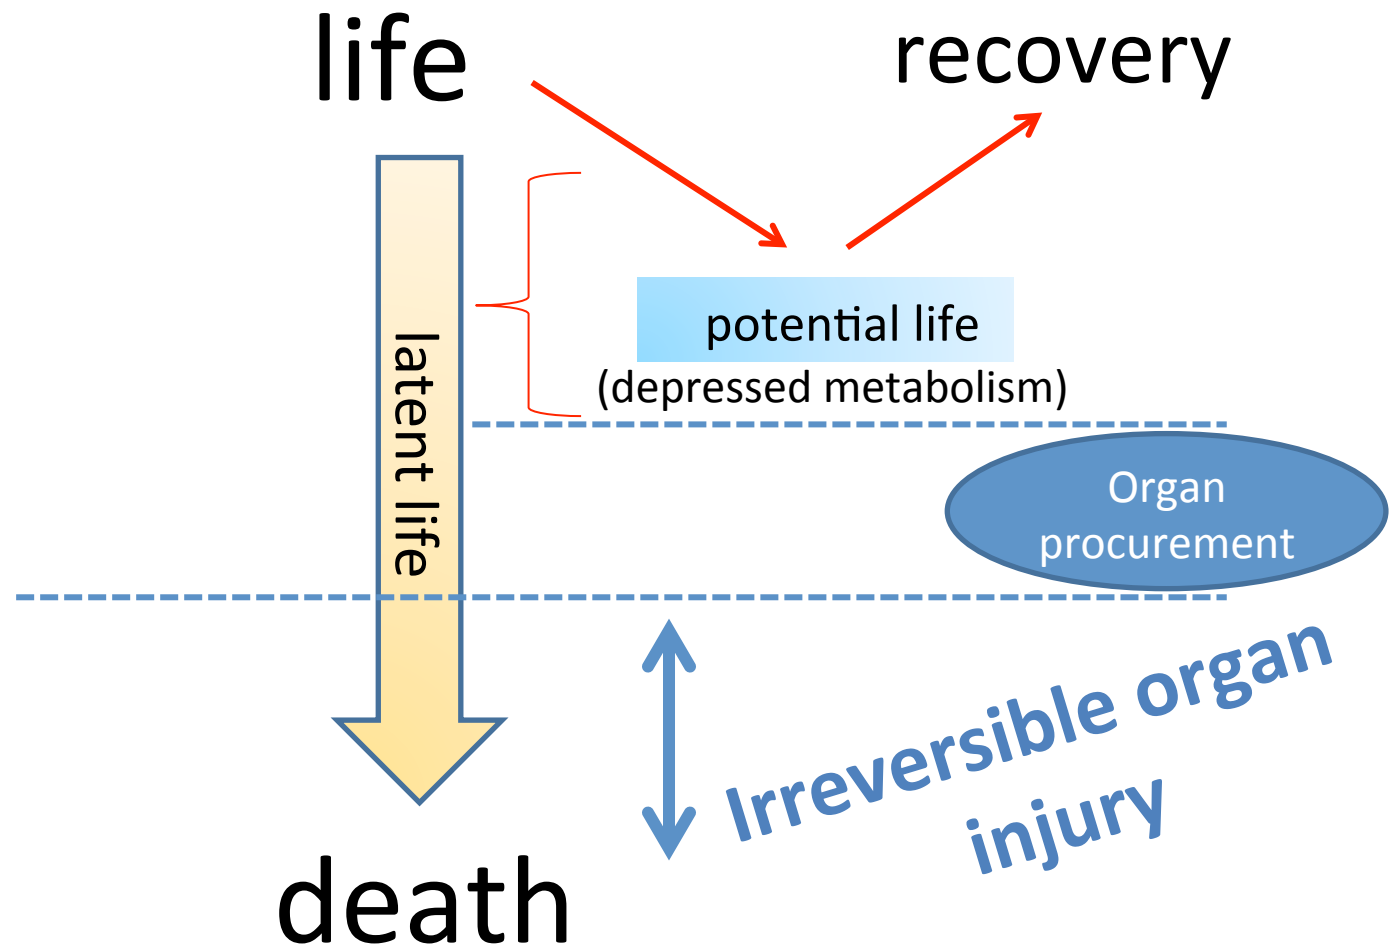 life
recovery
potential life
(depressed metabolism)
latent life
Organ
procurement
Irreversible organ
injury
death